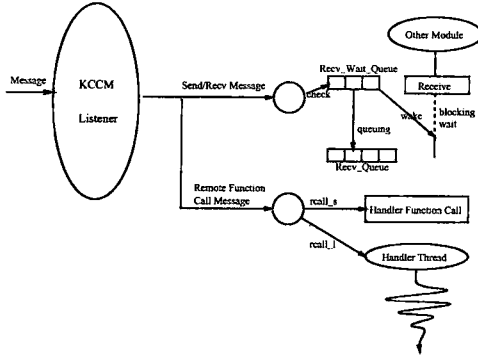 Other Module
Message
KCCM
Listener
Send/Recv Message
Recv_Wait_Queue
Receive
check
wake
blocking
wait
queuing
Recv_Queue
Remote Function
Call Message
rcall_s
Handler Function Call
rcall_l
Handler Thread